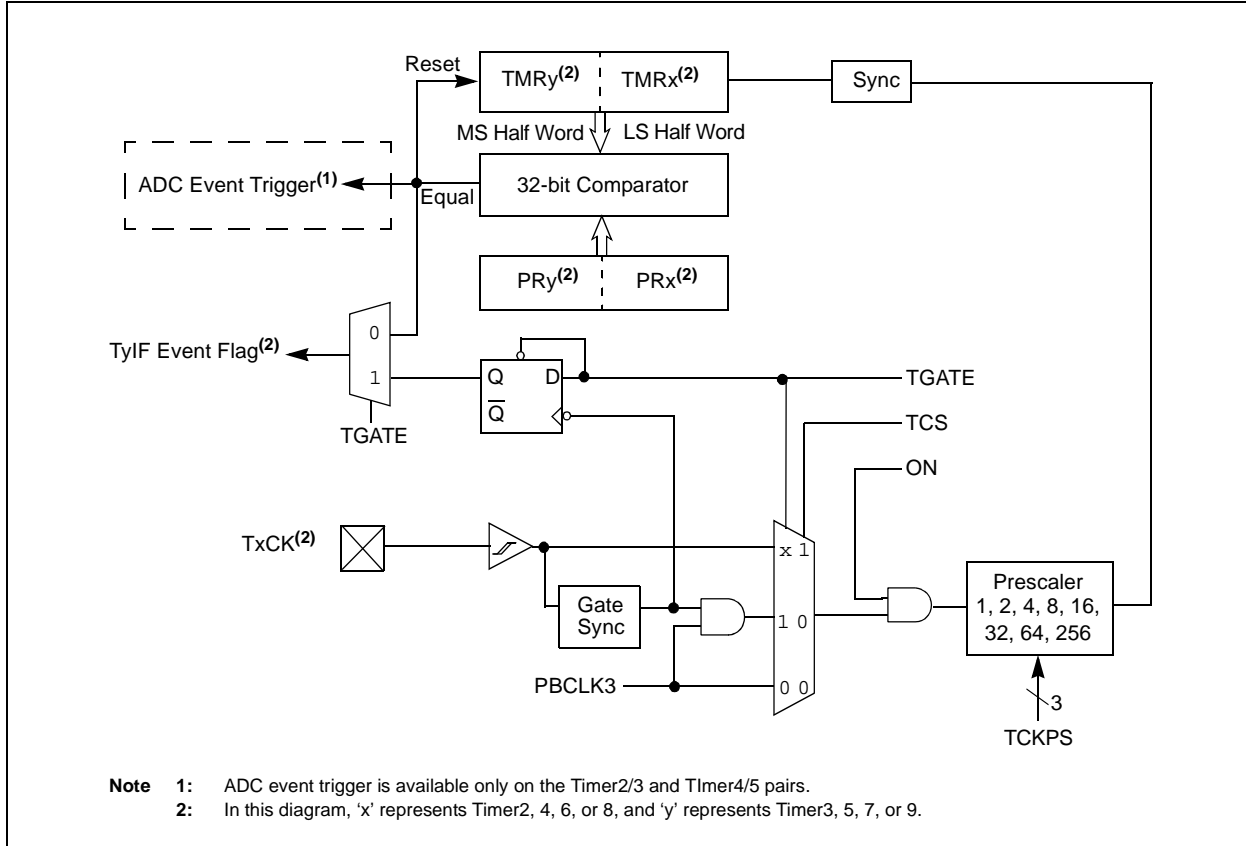 Reset
TMRy(2) TMRx(2)
Sync
MS Half Word LS Half Word
ADC Event Trigger(1)
Equal
32-bit Comparator
PRy(2) PRx(2)
0
TyIF Event Flag(2)
1
Q D
Q
TGATE
TGATE
TCS
ON
TxCK(2)
x 1
Gate
Sync
1 0
Prescaler
1, 2, 4, 8, 16,
32, 64, 256
PBCLK3
0 0
3
TCKPS
Note 1: ADC event trigger is available only on the Timer2/3 and TImer4/5 pairs.
2: In this diagram, ‘x’ represents Timer2, 4, 6, or 8, and ‘y’ represents Timer3, 5, 7, or 9.